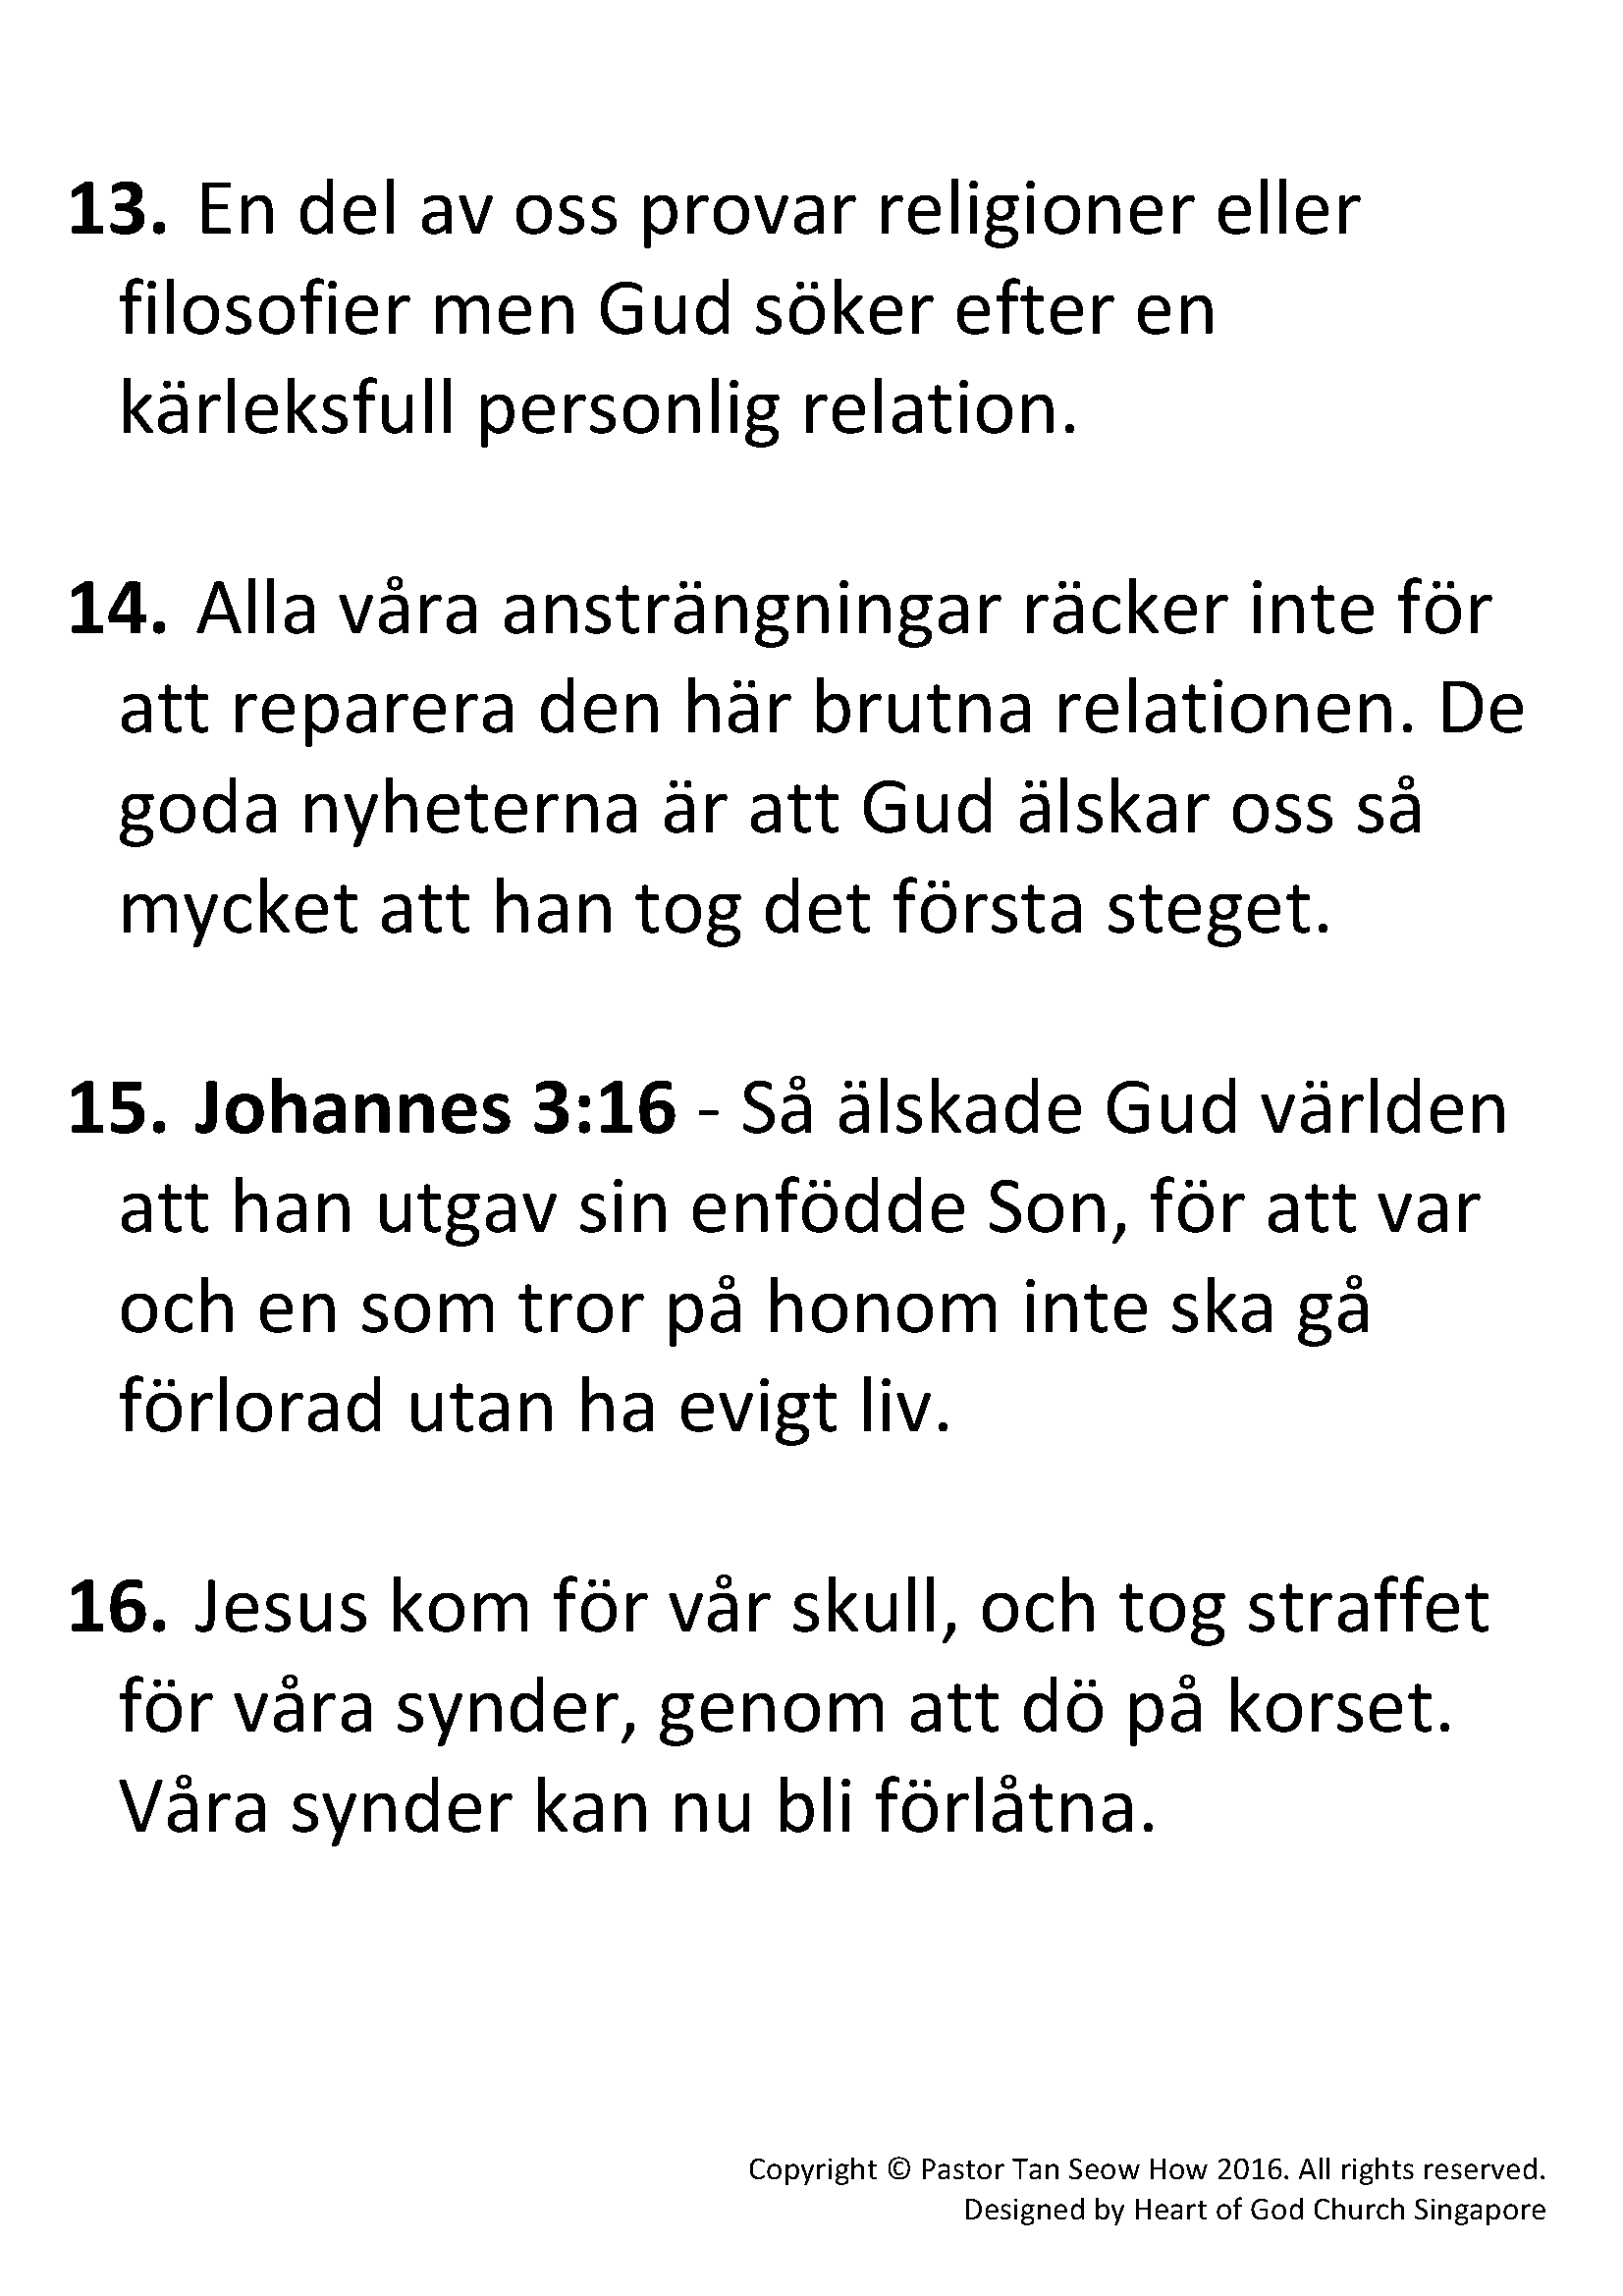 13. En del av oss provar religioner eller
filosofier men Gud söker efter en
kärleksfull personlig relation.
14. Alla våra ansträngningar räcker inte för
att reparera den här brutna relationen. De
goda nyheterna är att Gud älskar oss så
mycket att han tog det första steget.
15. Johannes 3:16 - Så älskade Gud världen
att han utgav sin enfödde Son, för att var
och en som tror på honom inte ska gå
förlorad utan ha evigt liv.
16. Jesus kom för vår skull, och tog straffet
för våra synder, genom att dö på korset.
Våra synder kan nu bli förlåtna.
Copyright © Pastor Tan Seow How 2016. All rights reserved.
Designed by Heart of God Church Singapore